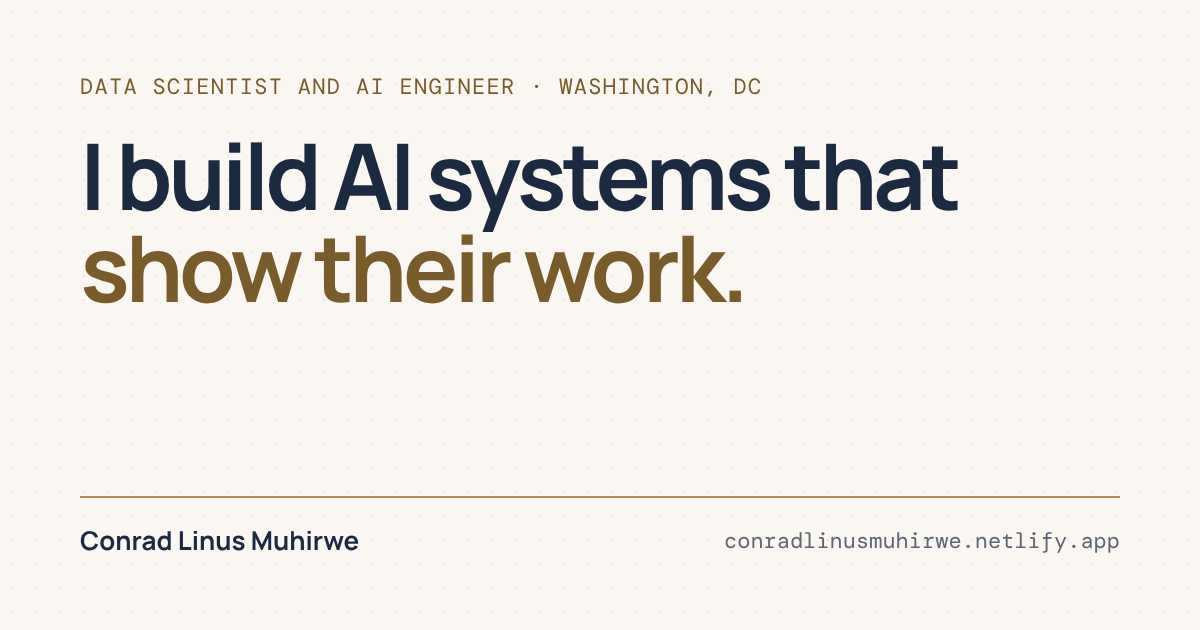 DATA SCIENTIST AND AI ENGINEER · WASHINGTON, DC
I build AI systems that
show their work.
Conrad Linus Muhirwe
conradlinusmuhirwe.netlify.app